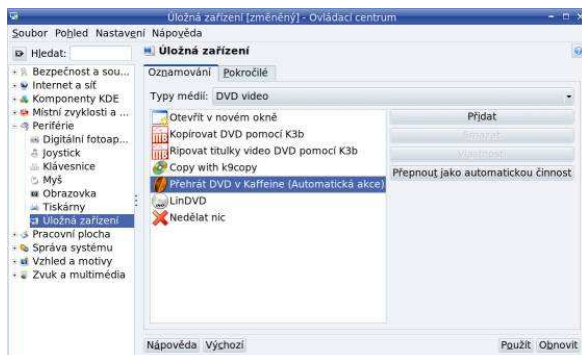 Úložná zařízení [změněný] - Ovládací centrum
Soubor Pohled Nastavení Nápověda
Hledat:
Úložná zařízení
Bezpečnost a sou...
Internet a síť
Komponenty KDE
Místní zvyklosti a ...
Periférie
Digitální fotoap...
Joystick
Klávesnice
Myš
Obrazovka
Tiskárny
Úložná zařízení
Pracovní plocha
Správa systému
Vzhled a motivy
Zvuk a multimédia
Oznamování Pokročilé
Typy médií: DVD video
Otevřít v novém okně
Kopírovat DVD pomocí K3b
Ripovat titulky video DVD pomocí K3b
Copy with k9copy
Přehrát DVD v Kaffeine (Automatická akce)
LinDVD
Nedělat nic
Přidat
Smazat
Vlastnosti
Přepnout jako automatickou činnost
Nápověda Výchozí Použít Obnovit